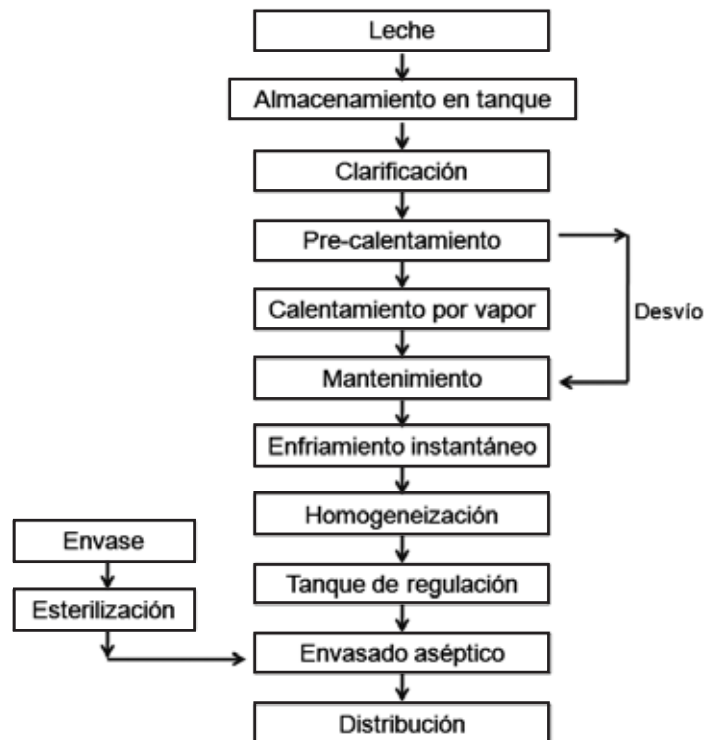 Leche
Almacenamiento en tanque
Clarificación
Pre-calentamiento
Calentamiento por vapor
Desvío
Mantenimiento
Enfriamiento instantáneo
Homogeneización
Envase
Tanque de regulación
Esterilización
Envasado aséptico
Distribución